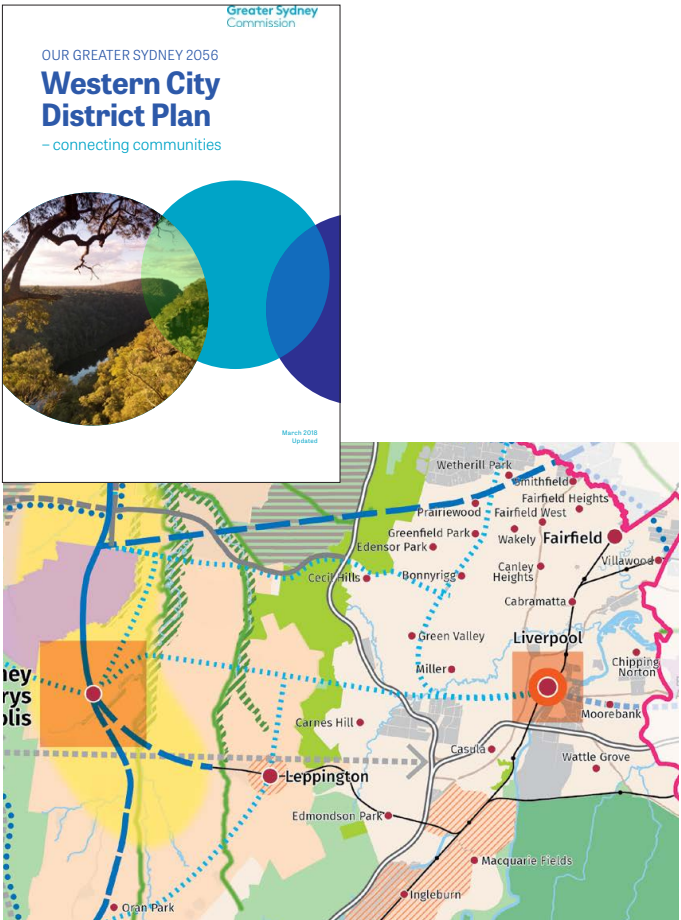 Greater Sydney
Commission
OUR GREATER SYDNEY 2056
Western City
District Plan
– connecting communities
March 2018
Updated
Wetherill Park
Smithfield
Fairfield Heights
Prairiewood
Fairfield West
Greenfield Park
Wakely
Fairfield
Edensor Park
Villawood
Cecil Hills
Bonnyrigg
Canley
Heights
Cabramatta
Green Valley
Liverpool
Miller
Chipping
Norton
ney
rys
olis
Moorebank
Carnes Hill
Casula
Wattle Grove
Leppington
Edmondson Park
Macquarie Fields
Ingleburn
Oran Park